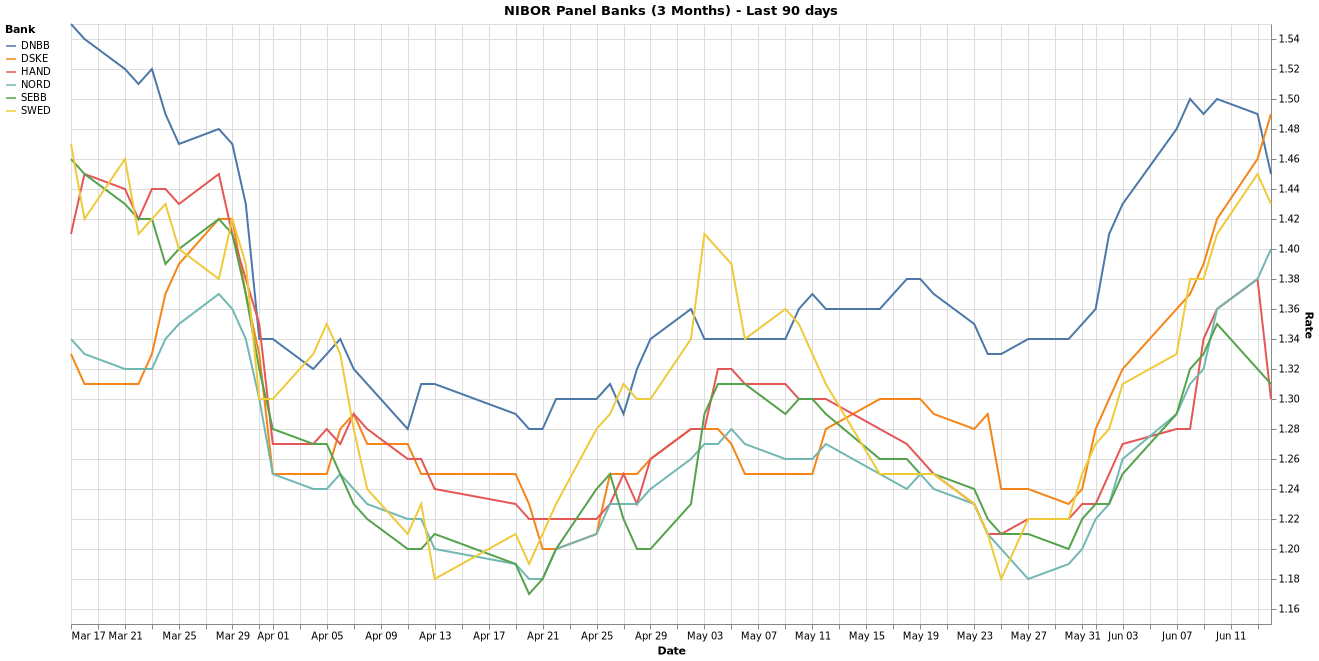 NIBOR Panel Banks (3 Months) - Last 90 days
Bank
DNBB
DSKE
HAND
NORD
SEBB
SWED
1.54
1.52
1.50
1.48
1.46
1.44
1.42
1.40
1.38
1.36
1.34
1.32
1.30
1.28
1.26
1.24
1.22
1.20
1.18
1.16
Rate
Mar 17 Mar 21 Mar 25 Mar 29 Apr 01 Apr 05 Apr 09 Apr 13 Apr 17 Apr 21 Apr 25 Apr 29 May 03 May 07 May 11 May 15 May 19 May 23 May 27 May 31 Jun 03 Jun 07 Jun 11
Date